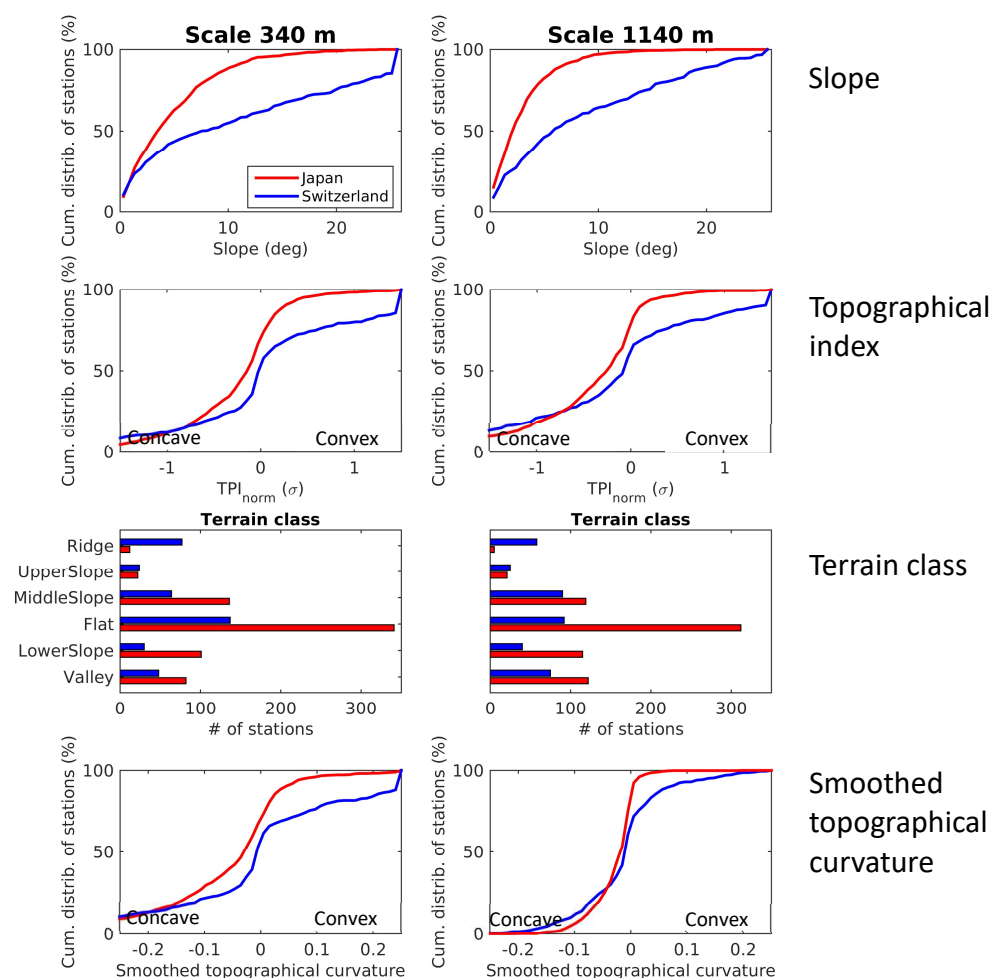 Scale 340 m
Scale 1140 m
Cum. distrib. of stations (%)
100
50
0
0
10
20
Slope (deg)
Japan
Switzerland
Cum. distrib. of stations (%)
100
50
0
0
10
20
Slope (deg)
Slope
Cum. distrib. of stations (%)
100
50
0
Concave
Convex
-1
0
1
TPInorm (σ)
Cum. distrib. of stations (%)
100
50
0
Concave
Convex
-1
0
1
TPInorm (σ)
Topographical
index
Terrain class
Ridge
UpperSlope
MiddleSlope
Flat
LowerSlope
Valley
0
100
200
300
# of stations
Terrain class
0
100
200
300
# of stations
Terrain class
Cum. distrib. of stations (%)
100
50
0
Concave
Convex
-0.2
-0.1
0
0.1
0.2
Smoothed topographical curvature
Cum. distrib. of stations (%)
100
50
0
Concave
Convex
-0.2
-0.1
0
0.1
0.2
Smoothed topographical curvature
Smoothed
topographical
curvature